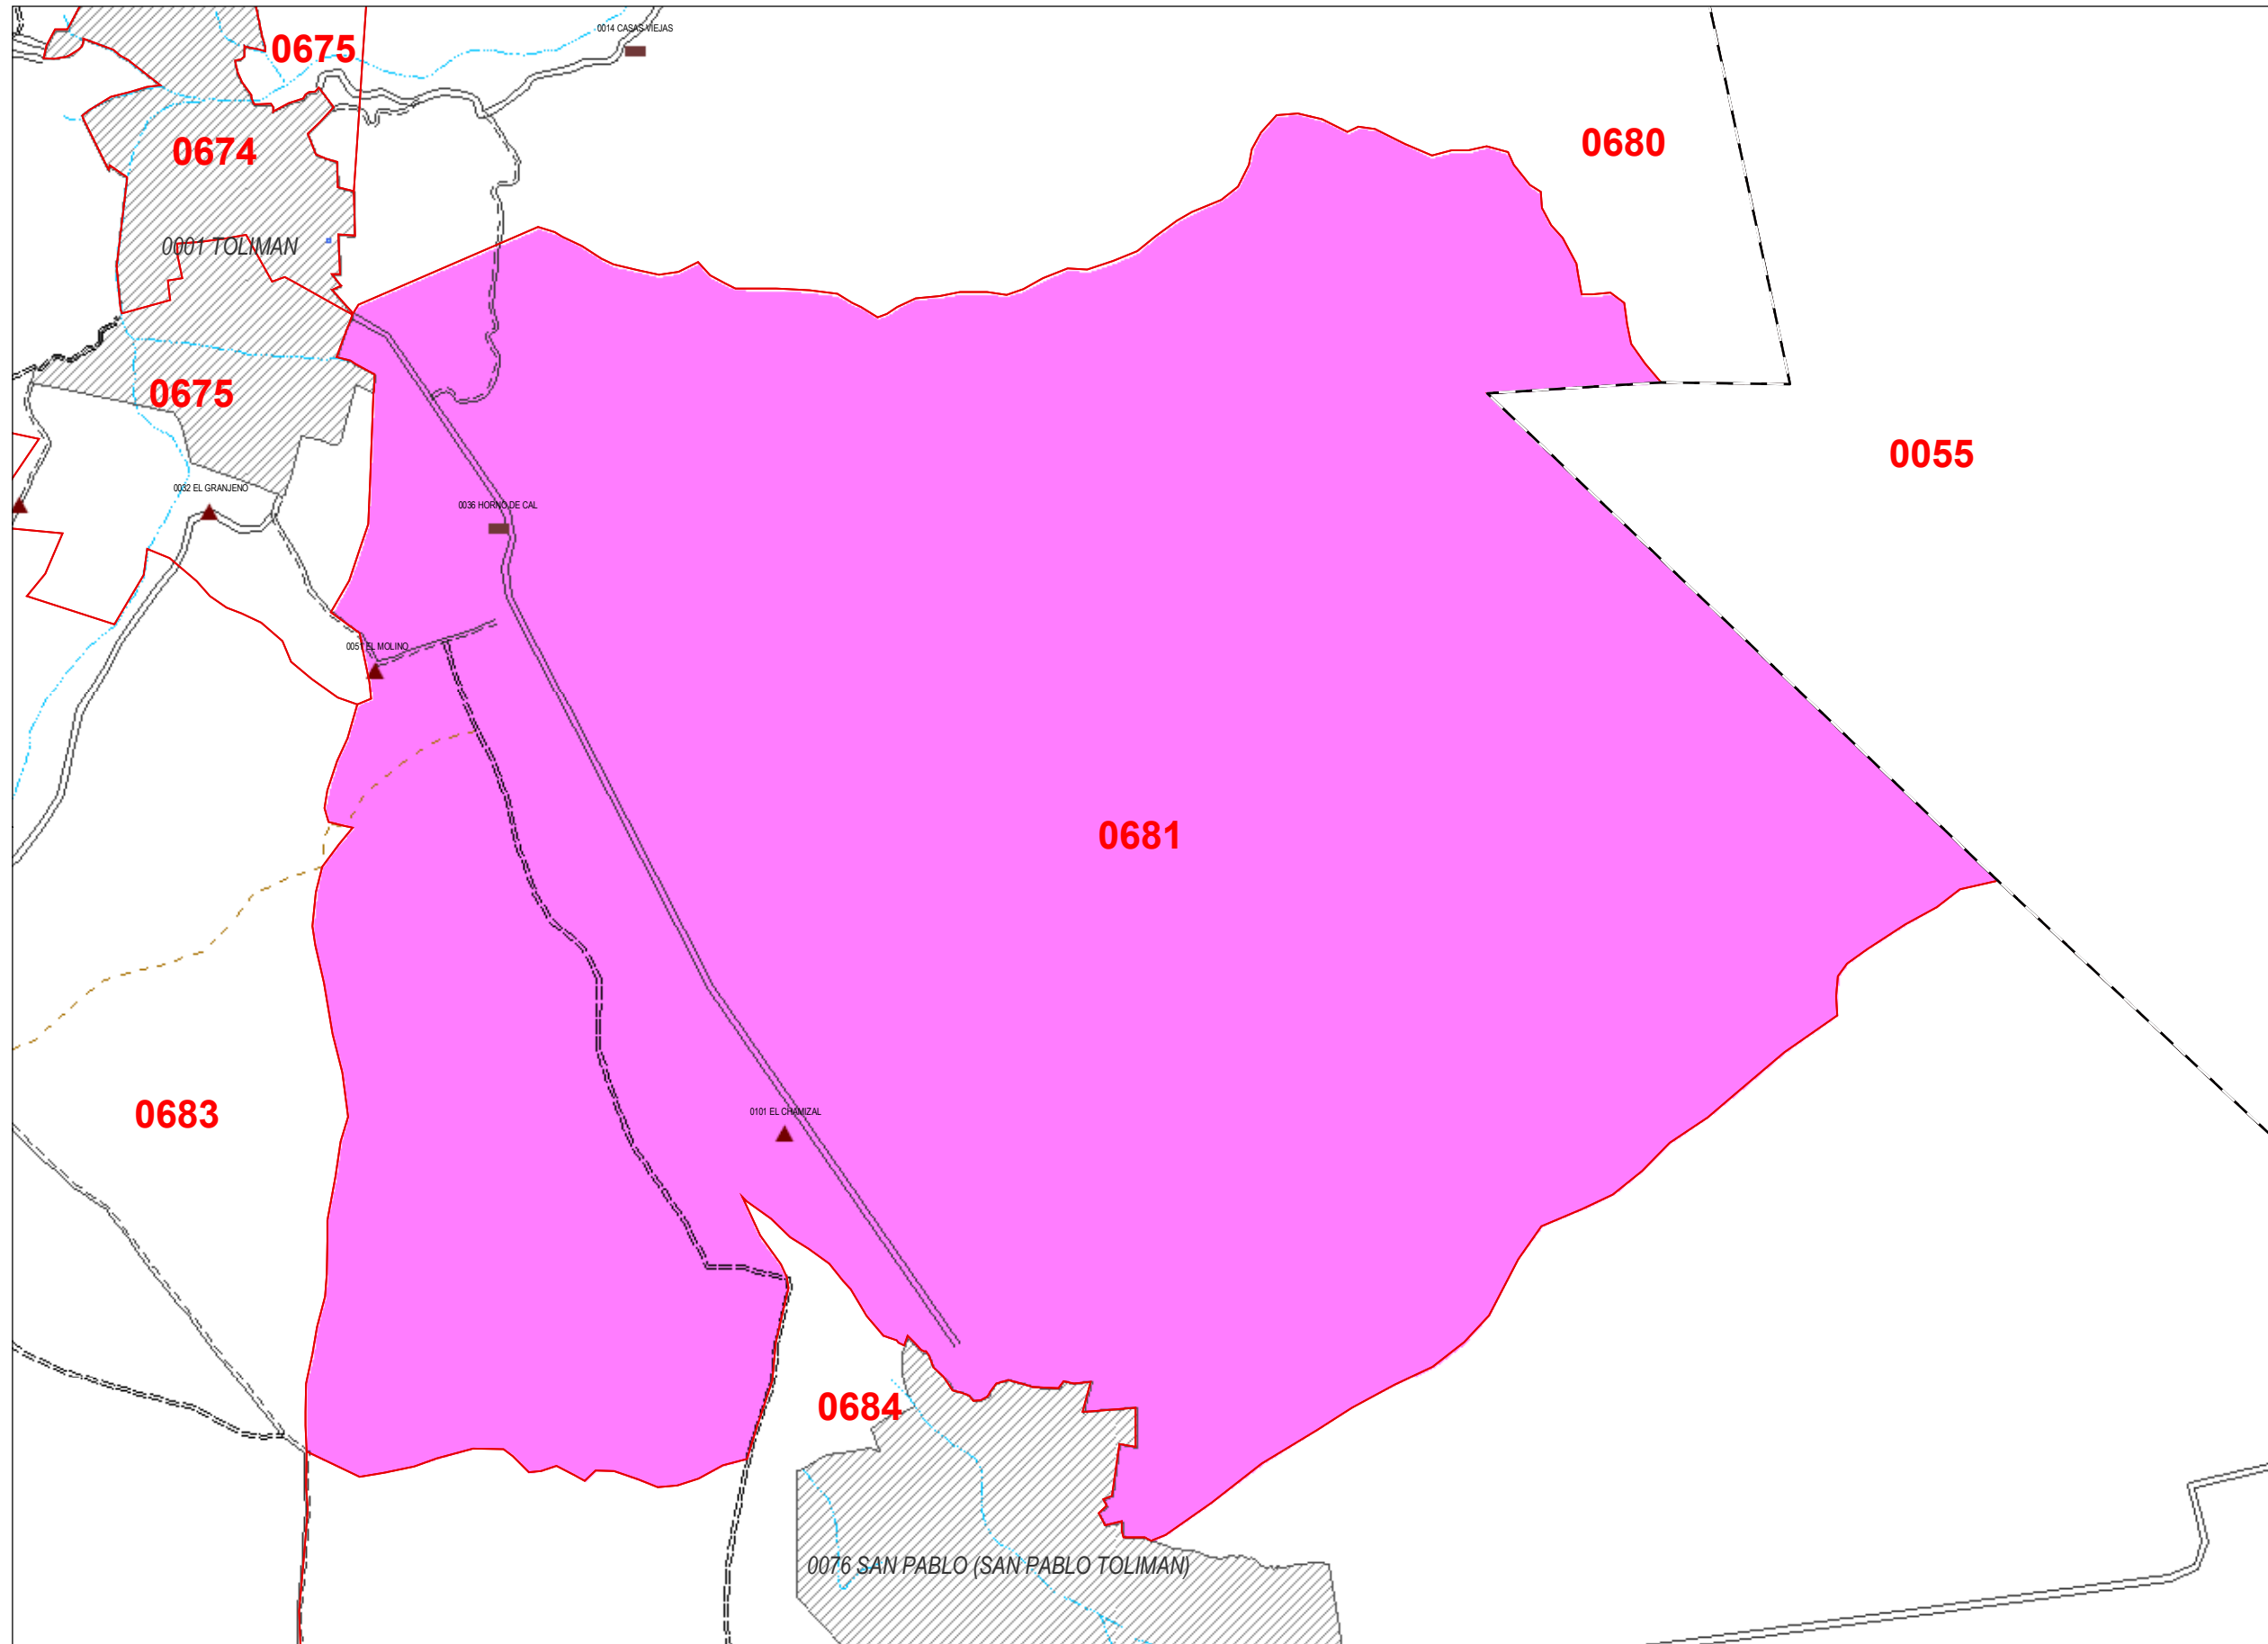 0014 CASAS VIEJAS
0675
0680
0674
0001 TOLIMAN
0675
0055
0032 EL GRANJENO
0036 HORNO DE CAL
0051 EL MOLINO
0681
0683
0101 EL CHAMIZAL
0684
0076 SAN PABLO (SAN PABLO TOLIMAN)